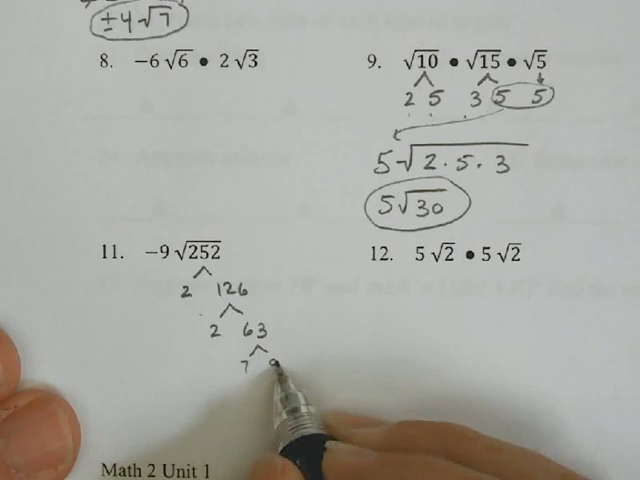 ±4√7
8. −6√6 • 2√3
9. √10 • √15 • √5
2 5 3 5 5
5√2·5·3
5√30
11. −9√252
12. 5√2 • 5√2
2 126
2 63
7
Math 2 Unit 1